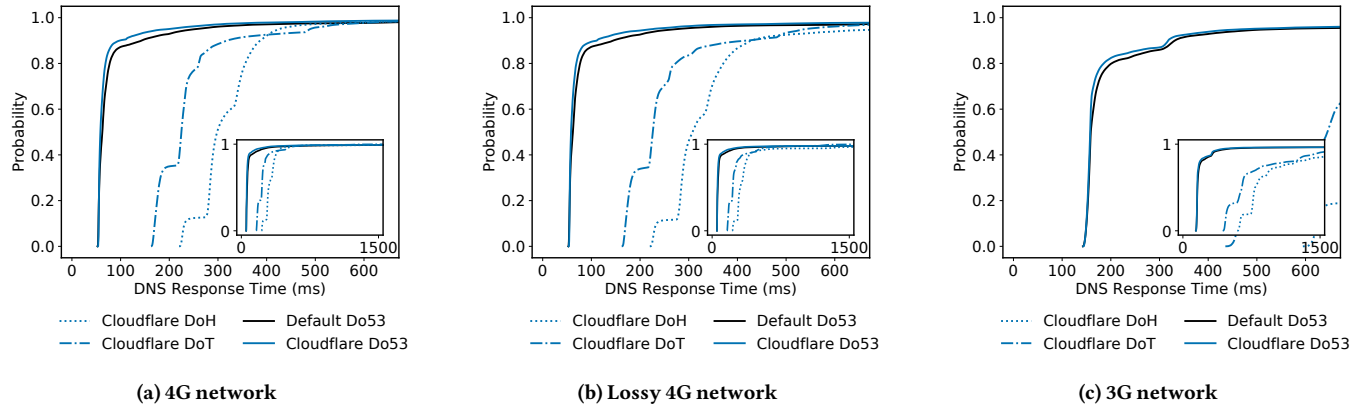 1.0
0.8
0.6
0.4
0.2
0.0
Probability
1
0
0 1500
0 100 200 300 400 500 600
DNS Response Time (ms)
Cloudflare DoH Default Do53
Cloudflare DoT Cloudflare Do53
(a) 4G network
1.0
0.8
0.6
0.4
0.2
0.0
Probability
1
0
0 1500
0 100 200 300 400 500 600
DNS Response Time (ms)
Cloudflare DoH Default Do53
Cloudflare DoT Cloudflare Do53
(b) Lossy 4G network
1.0
0.8
0.6
0.4
0.2
0.0
Probability
1
0
0 1500
0 100 200 300 400 500 600
DNS Response Time (ms)
Cloudflare DoH Default Do53
Cloudflare DoT Cloudflare Do53
(c) 3G network